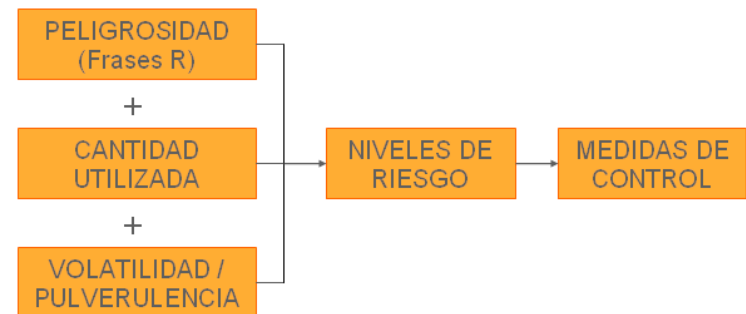 PELIGROSIDAD
(Frases R)
+
CANTIDAD
UTILIZADA
+
VOLATILIDAD /
PULVERULENCIA
NIVELES DE
RIESGO
MEDIDAS DE
CONTROL